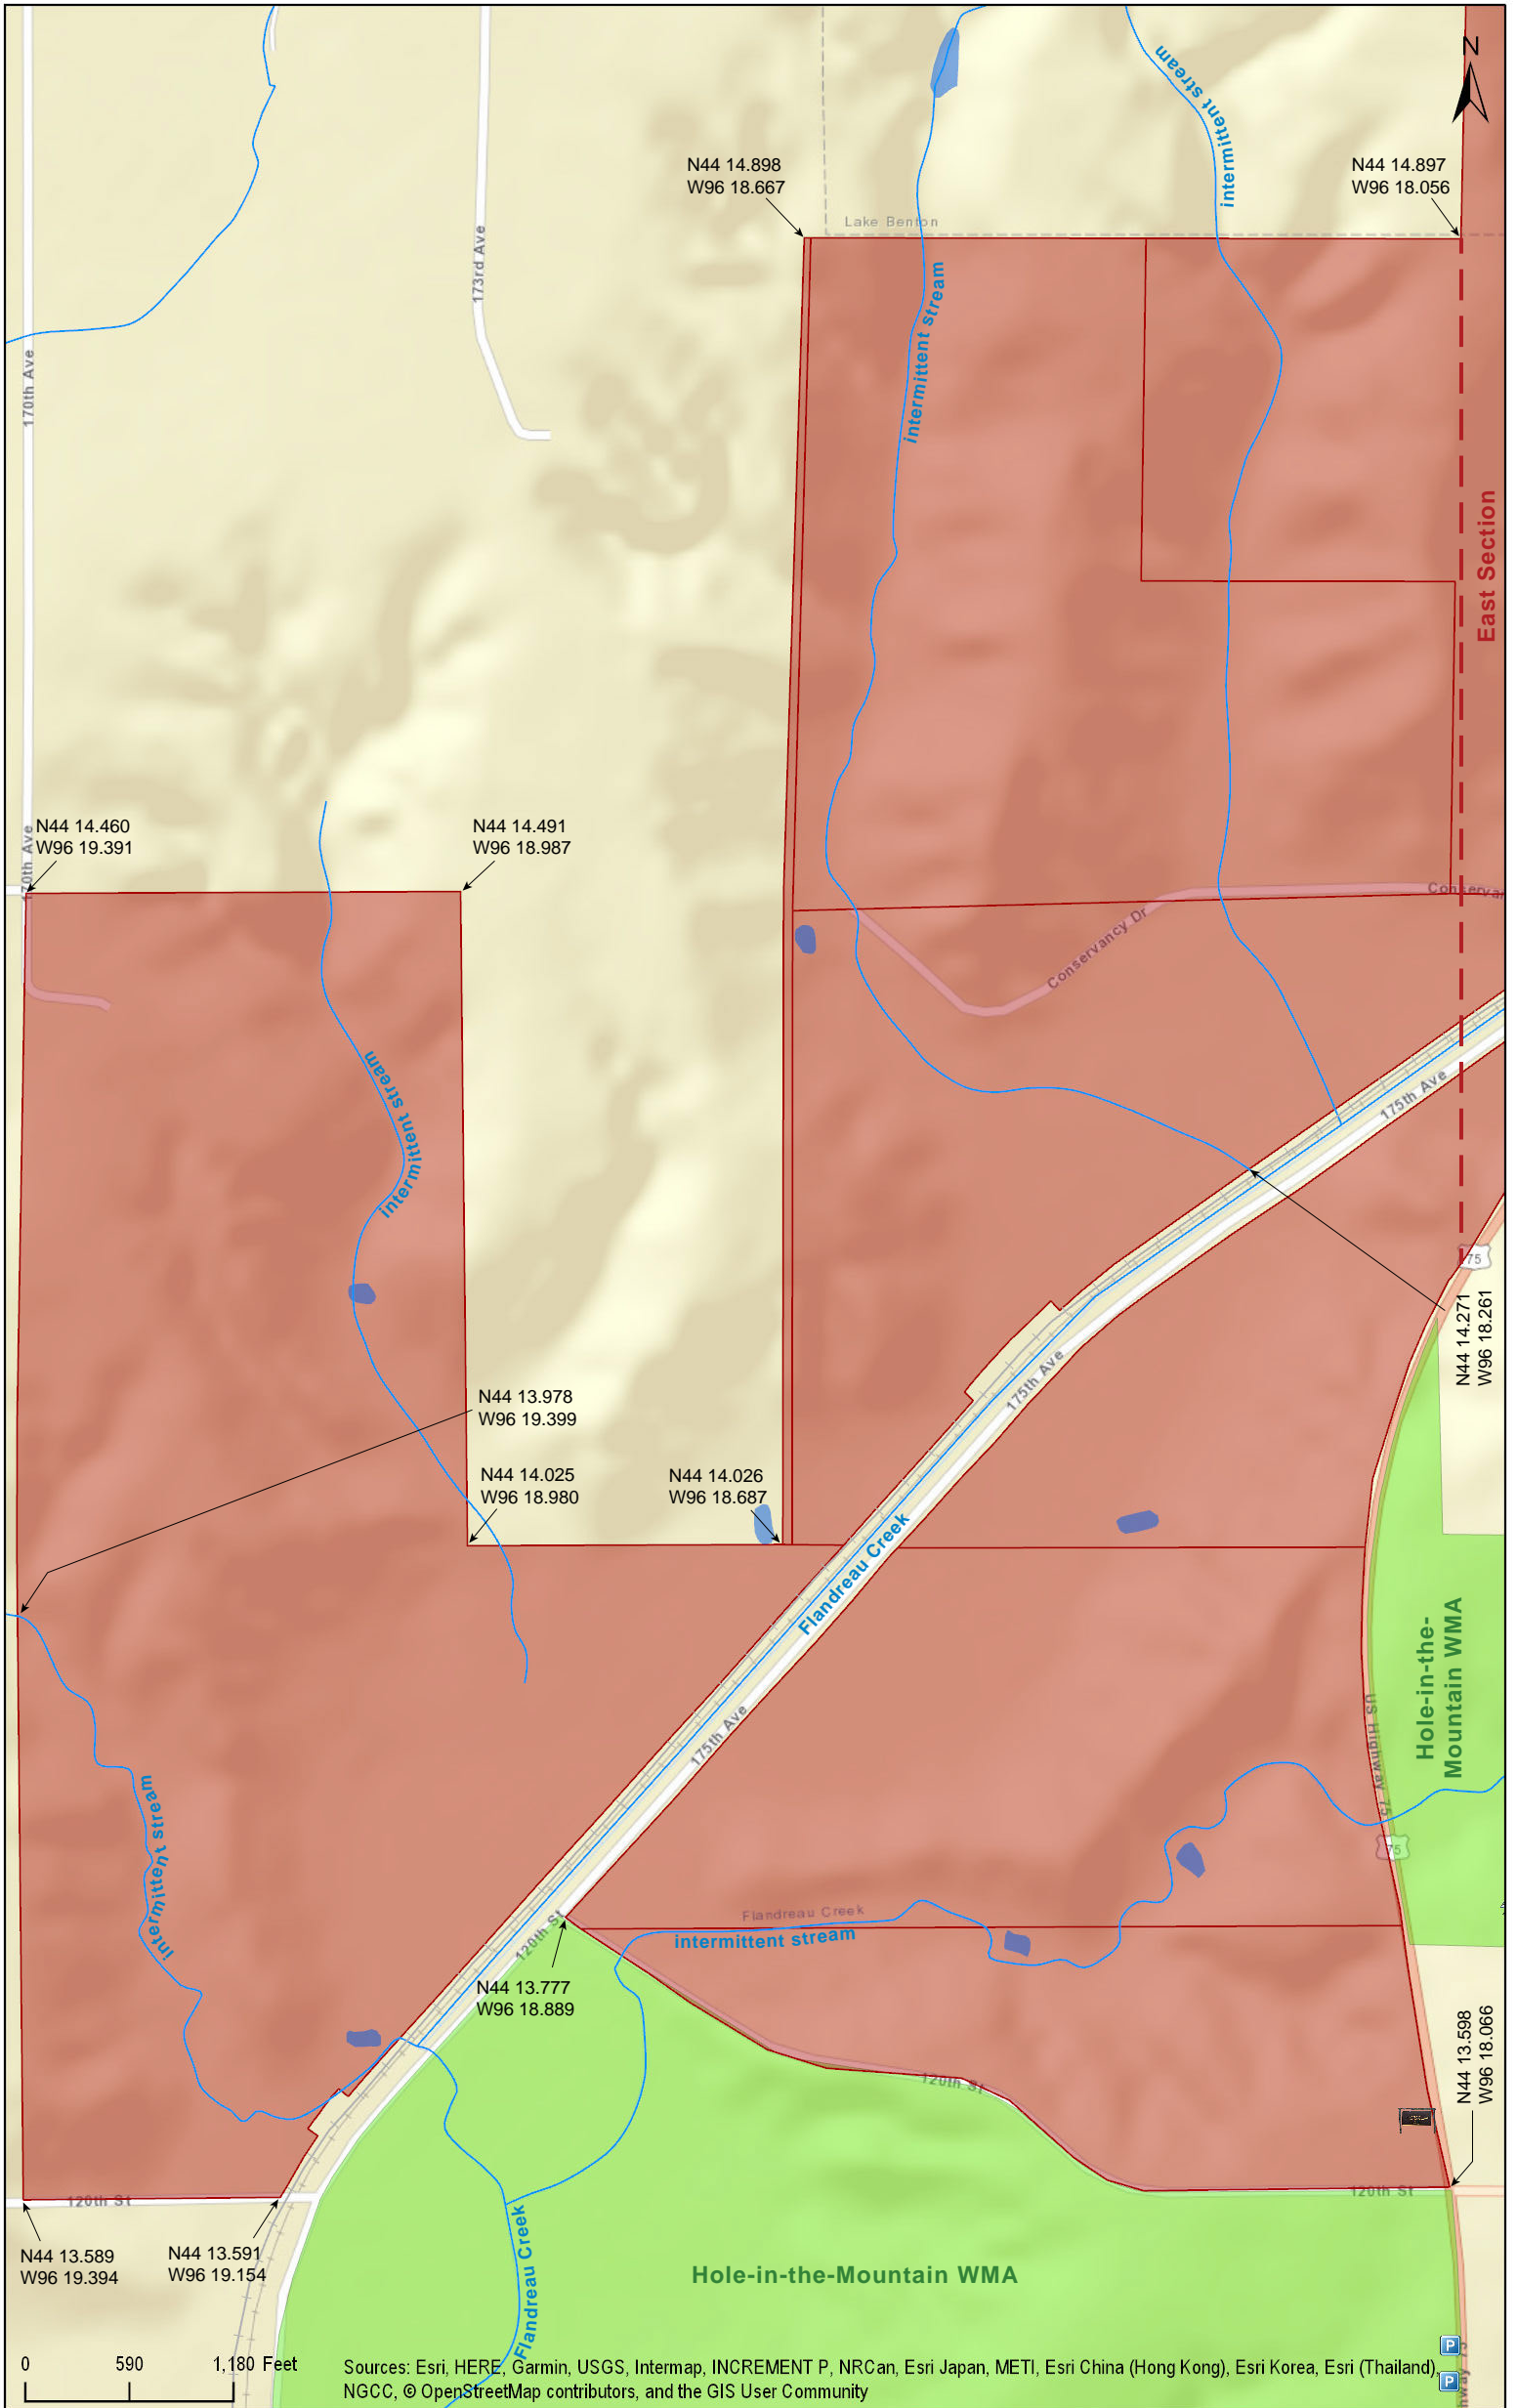 N
intermittent stream
N44 14.898
W96 18.667
N44 14.897
W96 18.056
Lake Benton
173rd Ave
intermittent stream
170th Ave
East Section
N44 14.460
W96 19.391
N44 14.491
W96 18.987
170th Ave
Conservancy Dr
intermittent stream
175th Ave
75
N44 14.271
W96 18.261
175th Ave
N44 13.978
W96 19.399
N44 14.025
W96 18.980
N44 14.026
W96 18.687
Flandreau Creek
Hole-in-the-
Mountain WMA
US Highway 75
175th Ave
intermittent stream
75
Flandreau Creek
120th St
intermittent stream
N44 13.777
W96 18.889
N44 13.598
W96 18.066
120th St
120th St
120th St
N44 13.589
W96 19.394
N44 13.591
W96 19.154
Flandreau Creek
Hole-in-the-Mountain WMA
P
P
0 590 1,180 Feet
Sources: Esri, HERE, Garmin, USGS, Intermap, INCREMENT P, NRCan, Esri Japan, METI, Esri China (Hong Kong), Esri Korea, Esri (Thailand),
NGCC, © OpenStreetMap contributors, and the GIS User Community